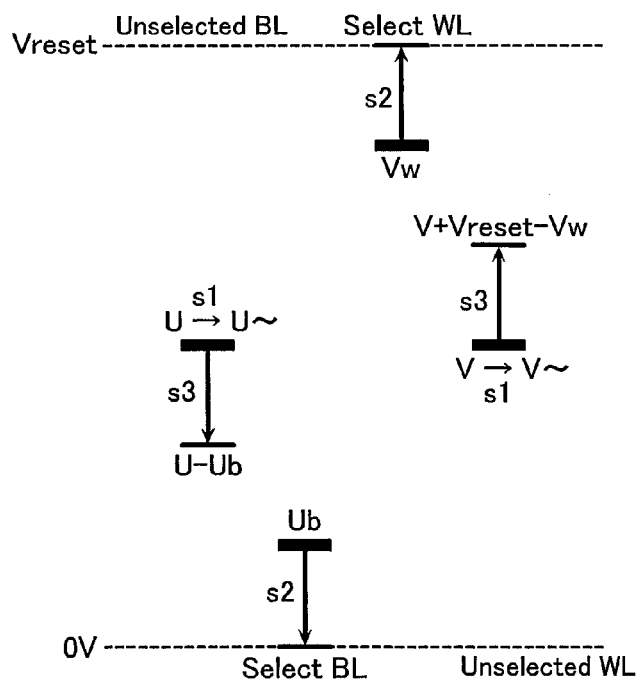 Unselected BL Select WL
Vreset
s2
Vw
V+Vreset-Vw
s1
U → U~
s3
s3
V → V~
s1
U-Ub
Ub
s2
0V
Select BL Unselected WL